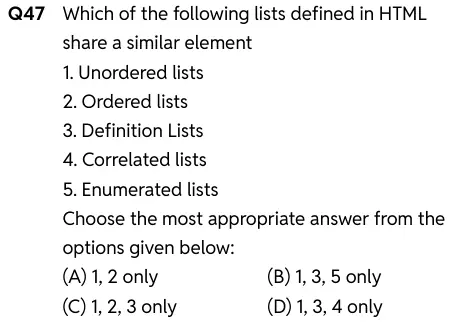 Q47 Which of the following lists defined in HTML
share a similar element
1. Unordered lists
2. Ordered lists
3. Definition Lists
4. Correlated lists
5. Enumerated lists
Choose the most appropriate answer from the
options given below:
(A) 1, 2 only (B) 1, 3, 5 only
(C) 1, 2, 3 only (D) 1, 3, 4 only